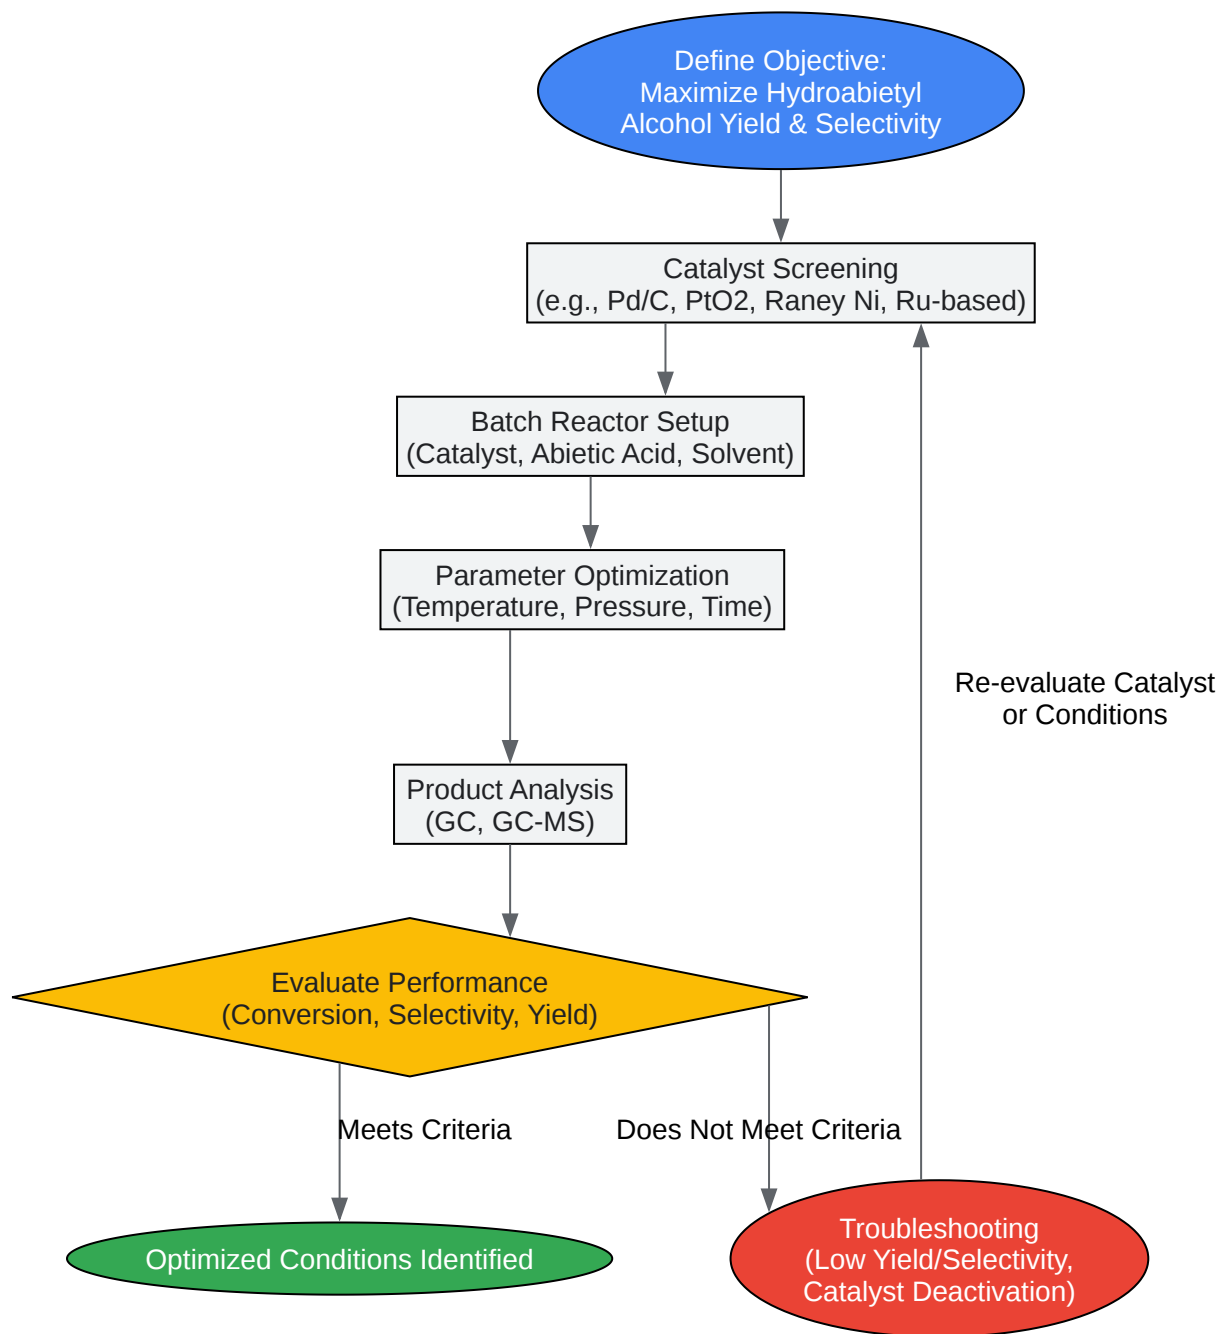 Define Objective:
Maximize Hydroabietyl
Alcohol Yield & Selectivity
Catalyst Screening
(e.g., Pd/C, PtO2, Raney Ni, Ru-based)
Batch Reactor Setup
(Catalyst, Abietic Acid, Solvent)
Parameter Optimization
(Temperature, Pressure, Time)
Re-evaluate Catalyst
or Conditions
Product Analysis
(GC, GC-MS)
Evaluate Performance
(Conversion, Selectivity, Yield)
Meets Criteria
Does Not Meet Criteria
Optimized Conditions Identified
Troubleshooting
(Low Yield/Selectivity,
Catalyst Deactivation)